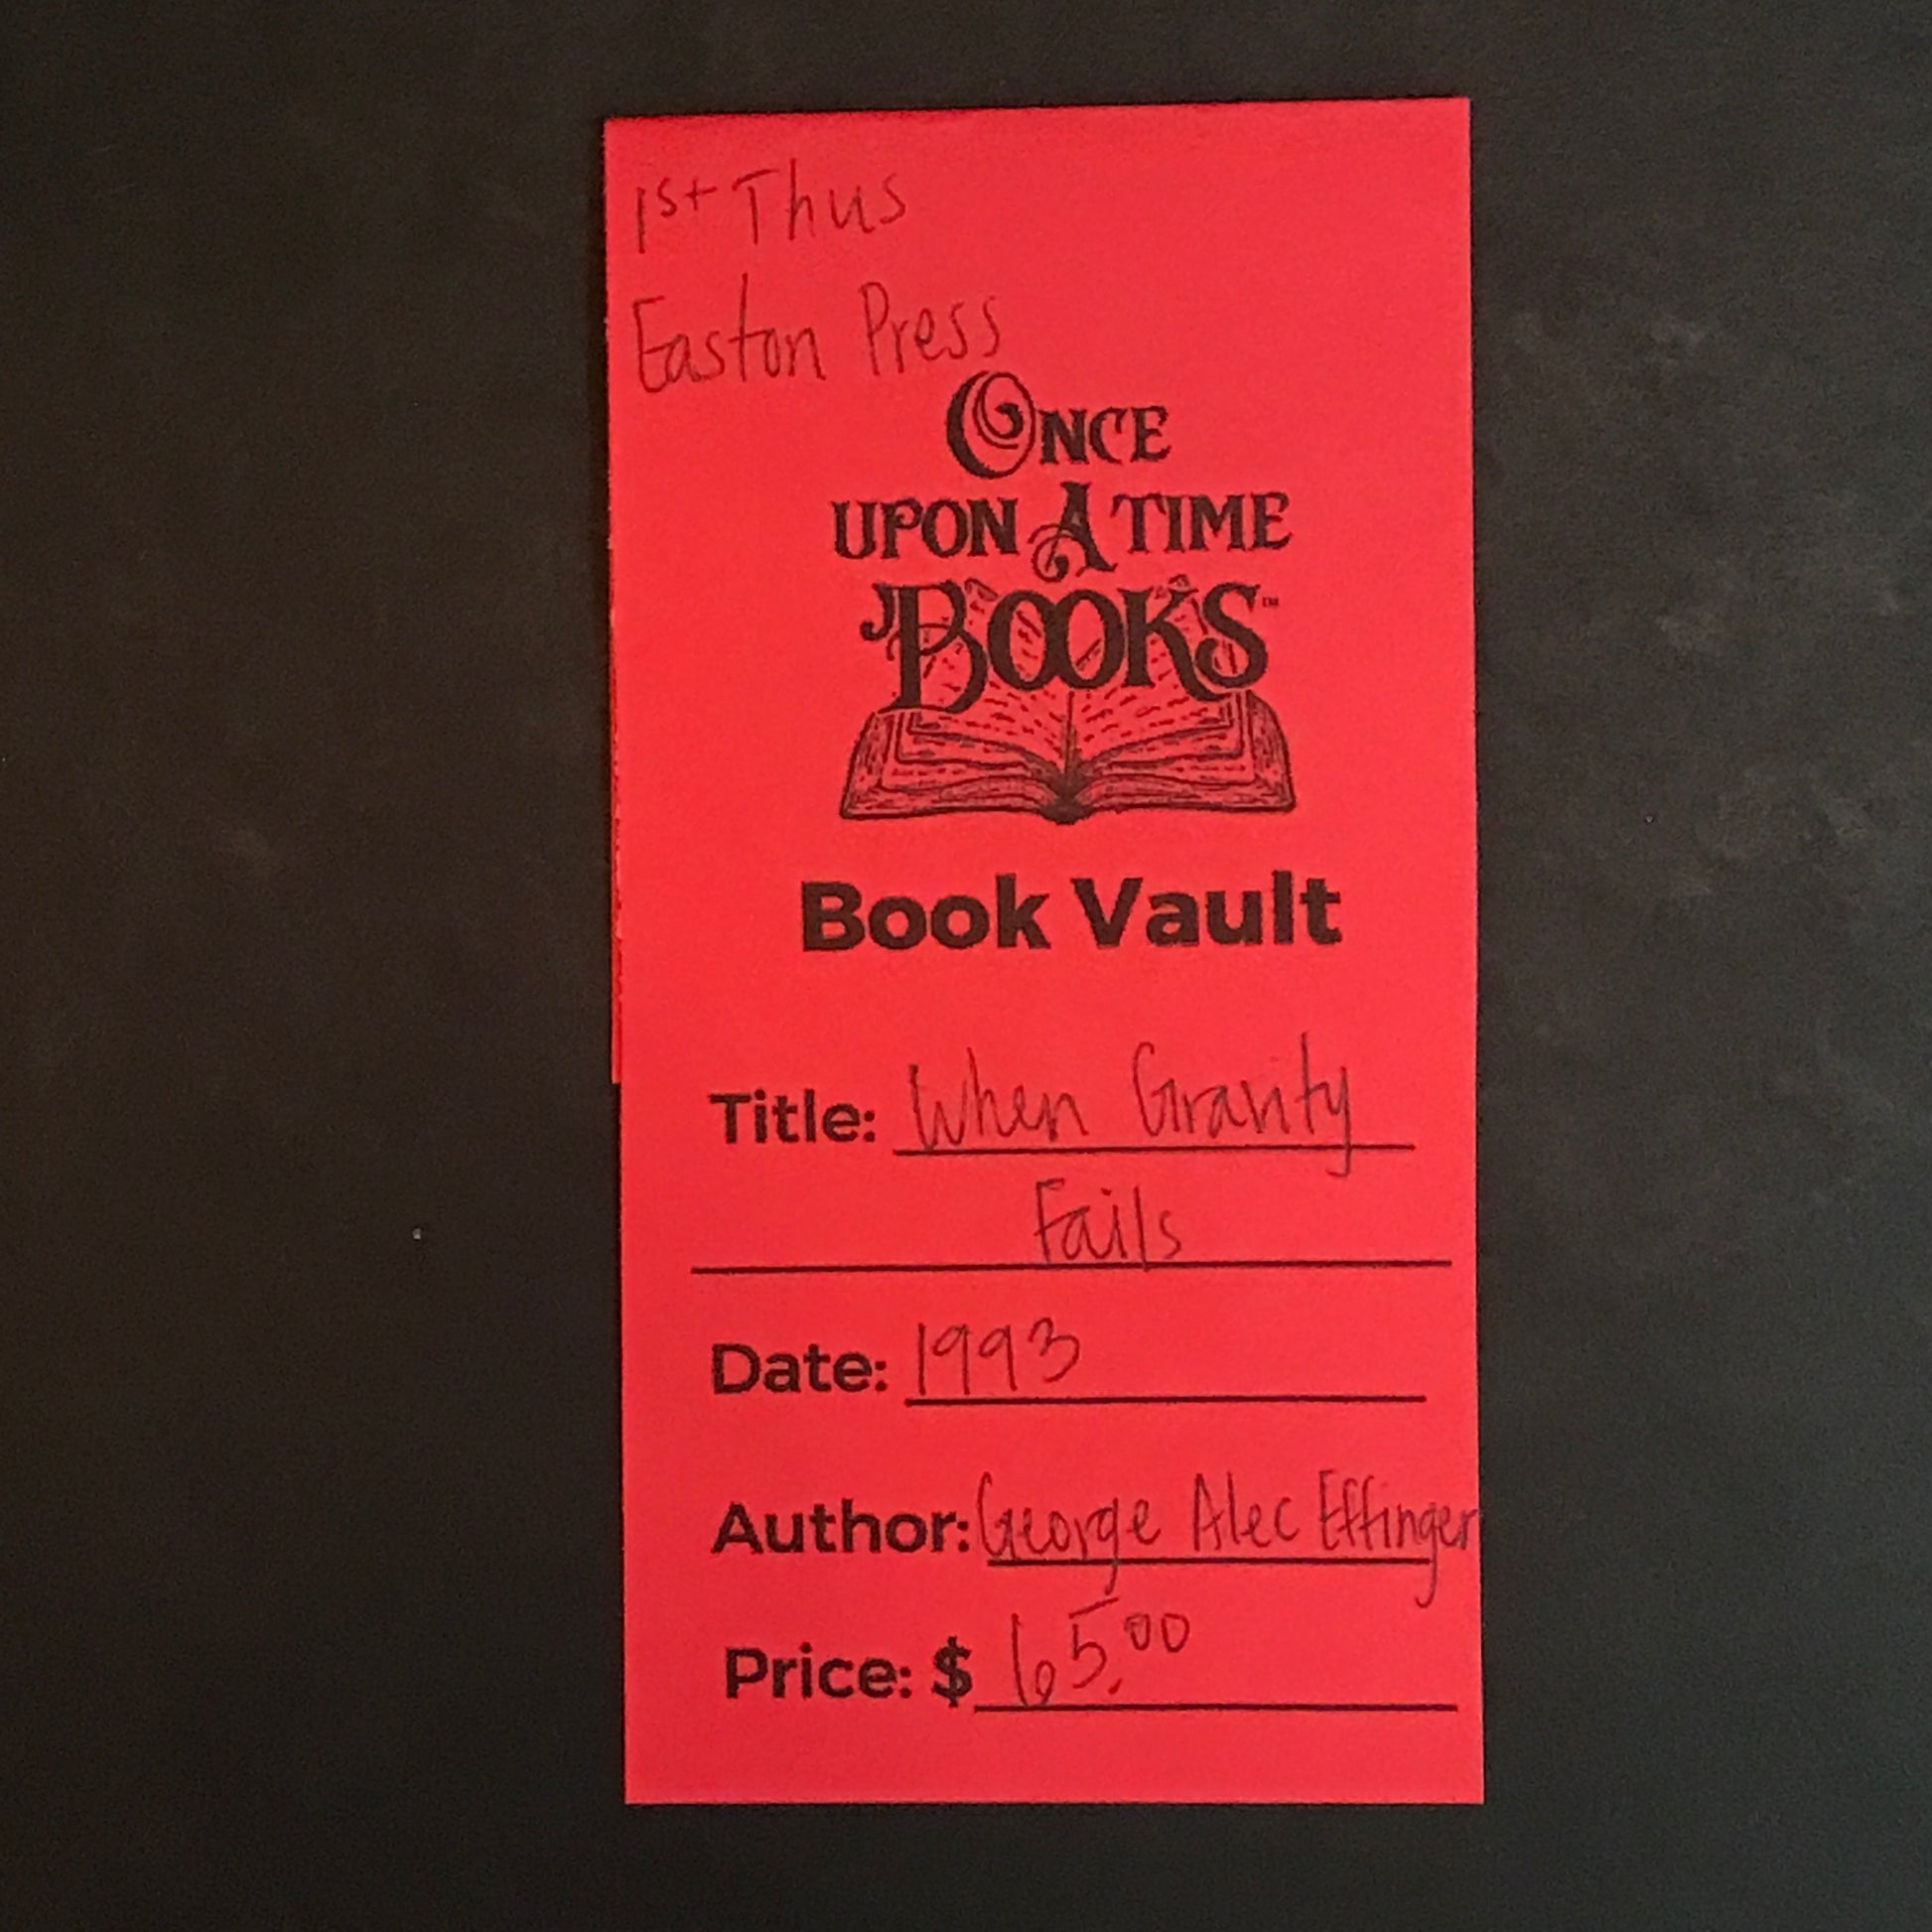 1st Thus
Easton Press
ONCE
UPON A TIME
BOOKS™
Book Vault
Title: When Gravity
Fails
Date: 1993
Author: George Alec Effinger
Price: $ 65.00